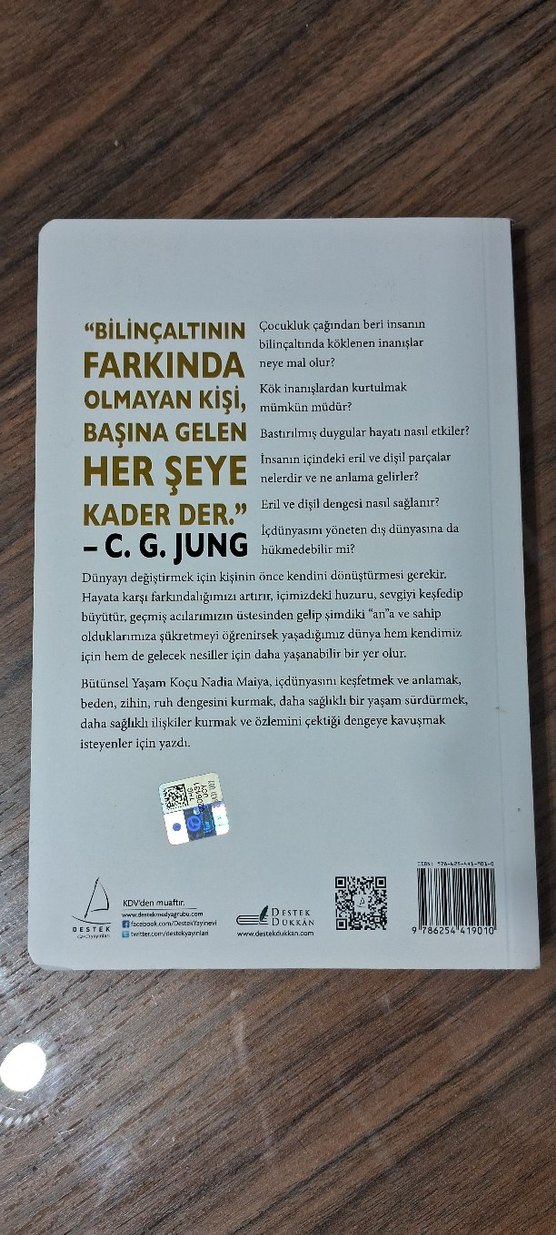 “BİLİNÇALTININ
FARKINDA
OLMAYAN KİŞİ,
BAŞINA GELEN
HER ŞEYE
KADER DER.”
– C. G. JUNG
Çocukluk çağından beri insanın
bilinçaltında köklenen inanışlar
neye mal olur?
Kök inanışlardan kurtulmak
mümkün müdür?
Bastırılmış duygular hayatı nasıl etkiler?
İnsanın içindeki eril ve dişil parçalar
nelerdir ve ne anlama gelirler?
Eril ve dişil dengesi nasıl sağlanır?
İçdünyasını yöneten dış dünyasına da
hükmedebilir mi?
Dünyayı değiştirmek için kişinin önce kendini dönüştürmesi gerekir.
Hayata karşı farkındalığımızı artırır, içimizdeki huzuru, sevgiyi keşfedip
büyütür, geçmiş acılarımızın üstesinden gelip şimdiki “an”a ve sahip
olduklarımıza şükretmeyi öğrenirsek yaşadığımız dünya hem kendimiz
için hem de gelecek nesiller için daha yaşanabilir bir yer olur.
Bütünsel Yaşam Koçu Nadia Maiya, içdünyasını keşfetmek ve anlamak,
beden, zihin, ruh dengesini kurmak, daha sağlıklı bir yaşam sürdürmek,
daha sağlıklı ilişkiler kurmak ve özlemini çektiği dengeye kavuşmak
isteyenler için yazdı.
DESTEK
KDV'den muaftır.
www.destekmedyagrubu.com
facebook.com/DestekYayinevi
twitter.com/destekyayinlari
DESTEK
DÜKKÂN
www.destekdukkan.com
ISBN: 978-625-441-901-0
9 786254 419010